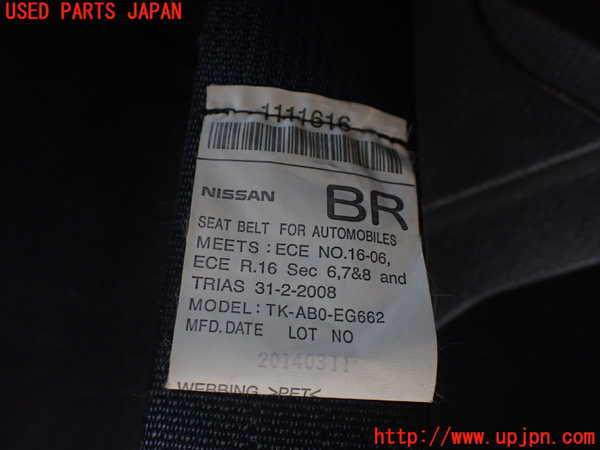 USED PARTS JAPAN
1111616
NISSAN BR
SEAT BELT FOR AUTOMOBILES
MEETS : ECE NO.16-06,
ECE R.16 Sec 6,7&8 and
TRIAS 31-2-2008
MODEL: TK-AB0-EG662
MFD.DATE LOT NO
20140311
WEBBING >PET<
http://www.upjpn.com/